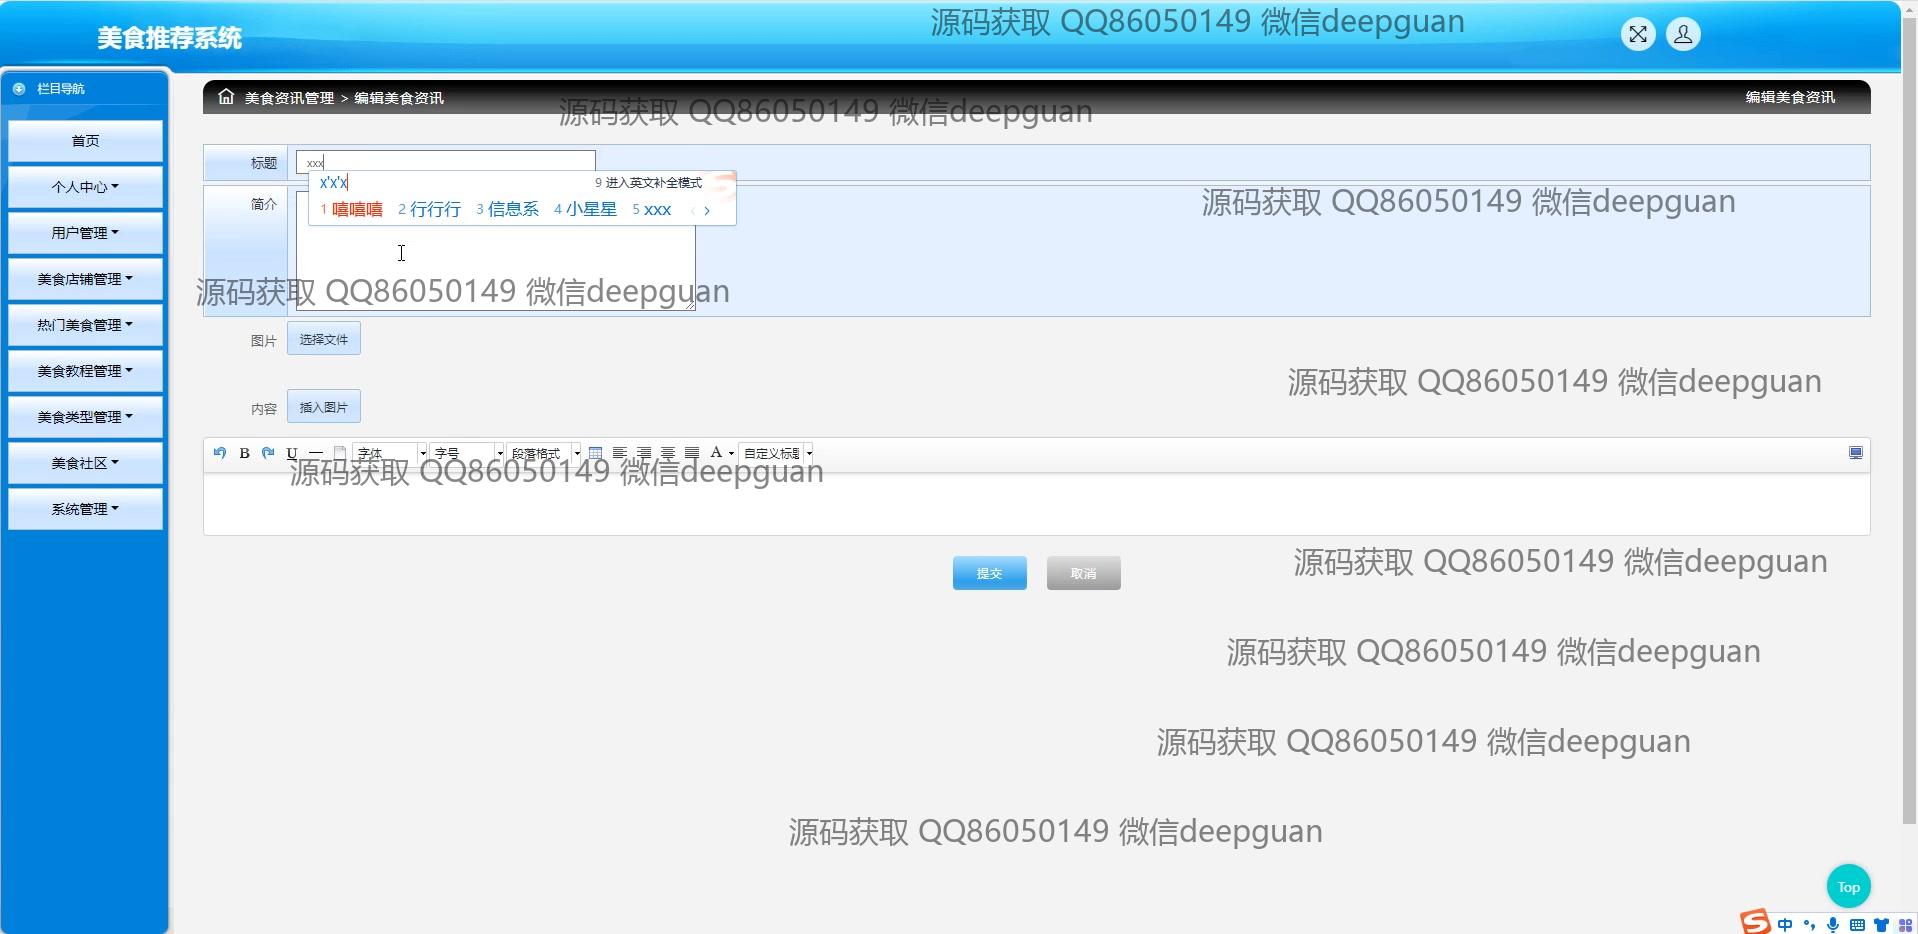 源码获取 QQ86050149 微信deepguan
美食推荐系统
栏目导航
首页
个人中心
用户管理
美食店铺管理
热门美食管理
美食教程管理
美食类型管理
美食社区
系统管理
美食资讯管理 > 编辑美食资讯
编辑美食资讯
源码获取 QQ86050149 微信deepguan
标题
xxx
x'x'x
9 进入英文补全模式
1 嘻嘻嘻 2 行行行 3 信息系 4 小星星 5 xxx
简介
源码获取 QQ86050149 微信deepguan
源码获取 QQ86050149 微信deepguan
图片
选择文件
源码获取 QQ86050149 微信deepguan
内容
插入图片
B U 字体 字号 段落格式 A 自定义标题
源码获取 QQ86050149 微信deepguan
提交
取消
源码获取 QQ86050149 微信deepguan
源码获取 QQ86050149 微信deepguan
源码获取 QQ86050149 微信deepguan
源码获取 QQ86050149 微信deepguan
Top
S 中